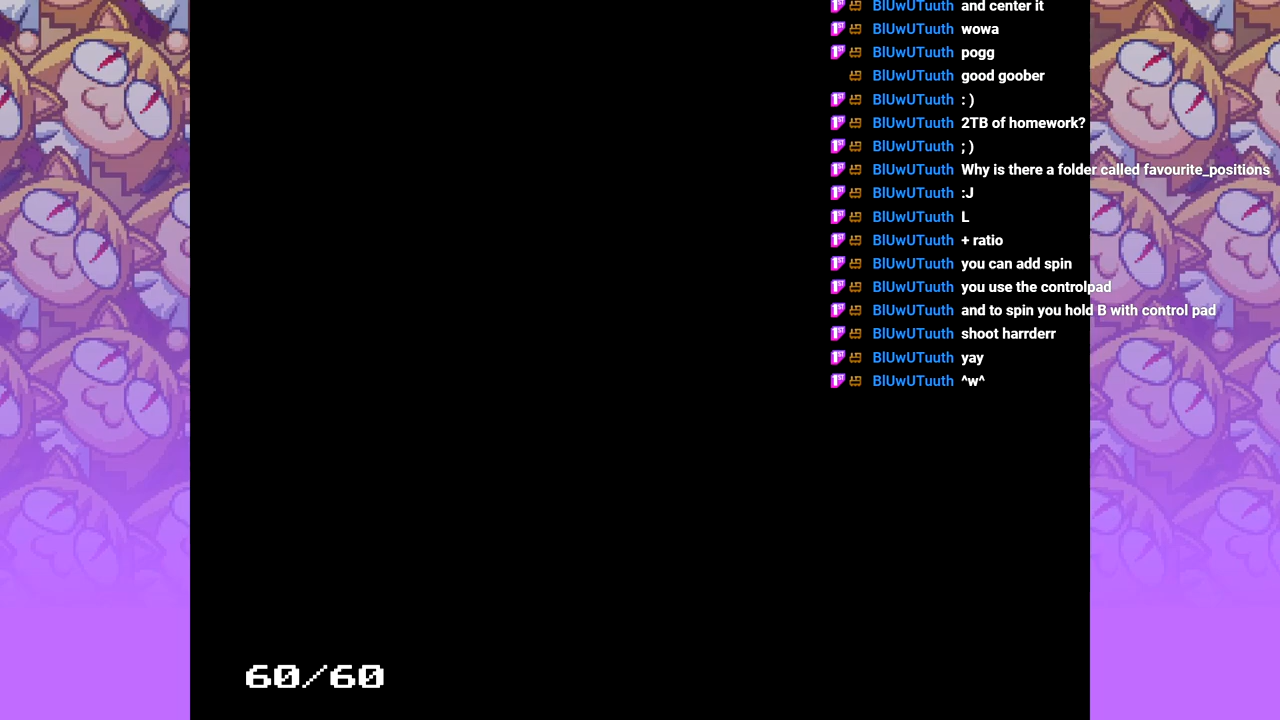 BlUwUTuuth and center it
BlUwUTuuth wowa
BlUwUTuuth pogg
BlUwUTuuth good goober
BlUwUTuuth : )
BlUwUTuuth 2TB of homework?
BlUwUTuuth ; )
BlUwUTuuth Why is there a folder called favourite_positions
BlUwUTuuth :J
BlUwUTuuth L
BlUwUTuuth + ratio
BlUwUTuuth you can add spin
BlUwUTuuth you use the controlpad
BlUwUTuuth and to spin you hold B with control pad
BlUwUTuuth shoot harrderr
BlUwUTuuth yay
BlUwUTuuth ^w^
60/60